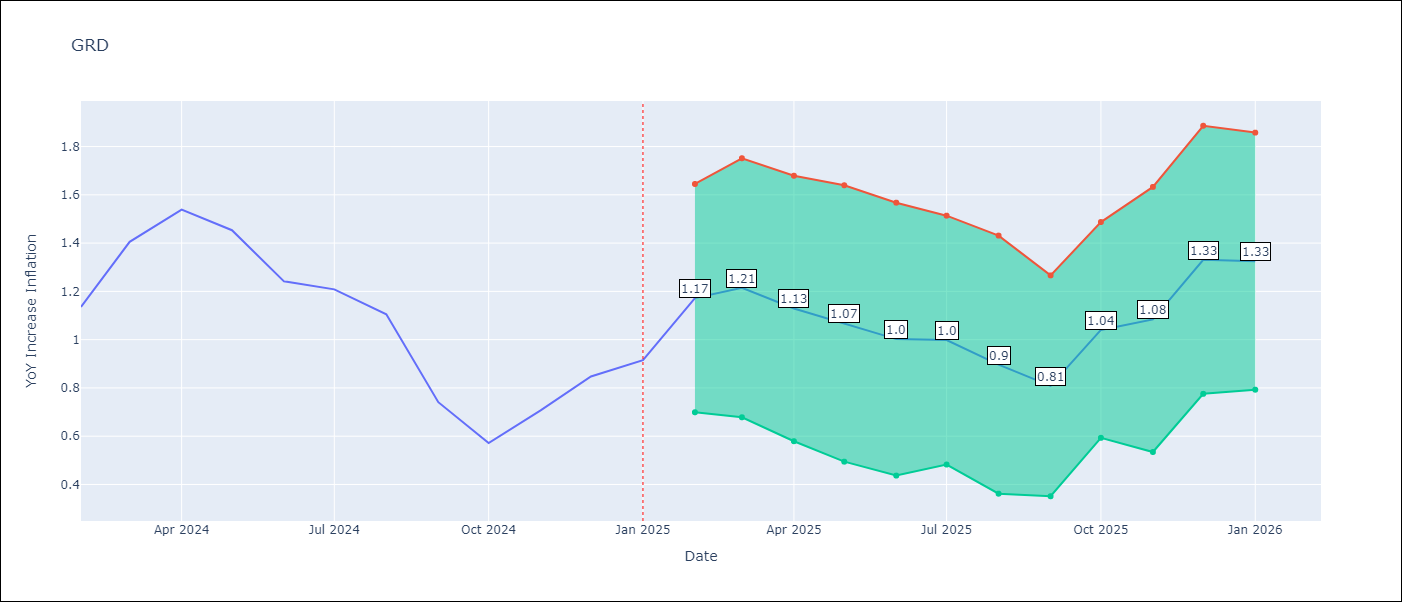 GRD
YoY Increase Inflation
1.8
1.6
1.4
1.2
1
0.8
0.6
0.4
1.17
1.21
1.13
1.07
1.0
1.0
0.9
0.81
1.04
1.08
1.33
1.33
Apr 2024
Jul 2024
Oct 2024
Jan 2025
Apr 2025
Jul 2025
Oct 2025
Jan 2026
Date